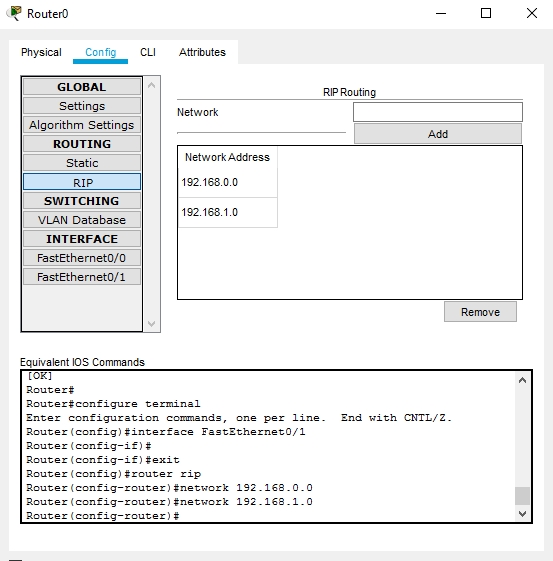 Router0
Physical Config CLI Attributes
GLOBAL
Settings
Algorithm Settings
ROUTING
Static
RIP
SWITCHING
VLAN Database
INTERFACE
FastEthernet0/0
FastEthernet0/1
RIP Routing
Network
Add
Network Address
192.168.0.0
192.168.1.0
Remove
Equivalent IOS Commands
[OK]
Router#
Router#configure terminal
Enter configuration commands, one per line.  End with CNTL/Z.
Router(config)#interface FastEthernet0/1
Router(config-if)#
Router(config-if)#exit
Router(config)#router rip
Router(config-router)#network 192.168.0.0
Router(config-router)#network 192.168.1.0
Router(config-router)#